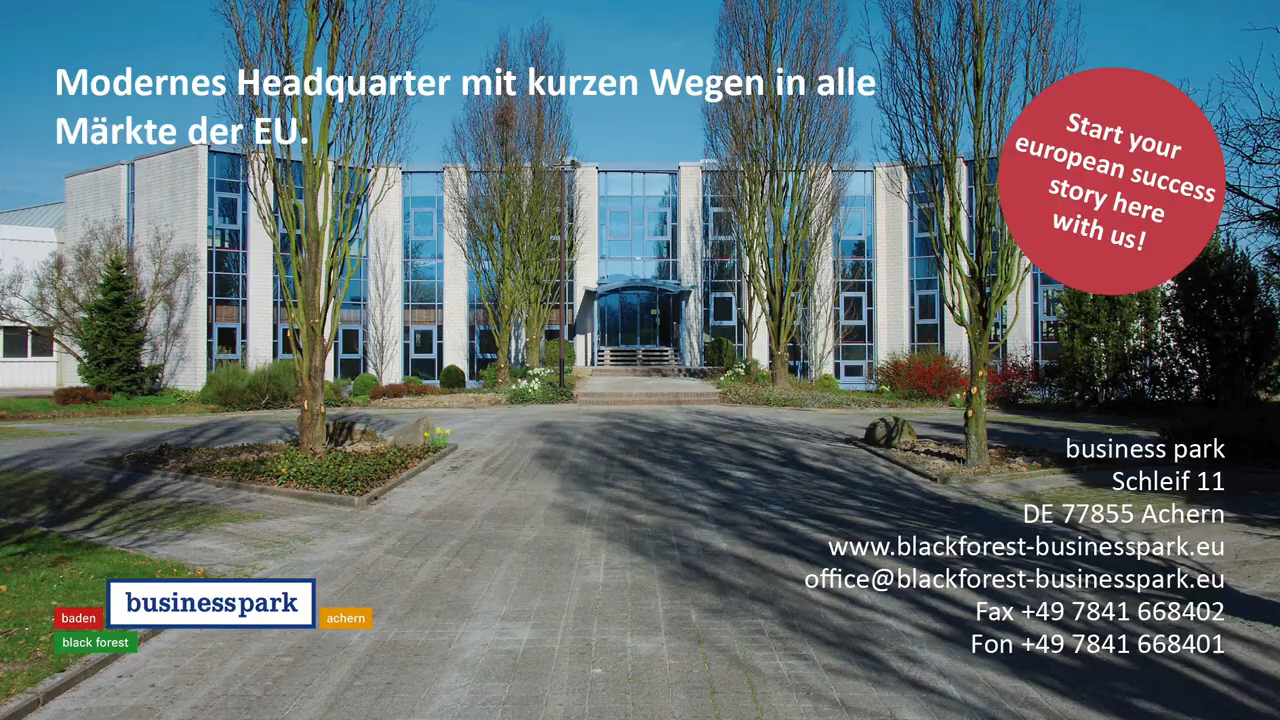 Modernes Headquarter mit kurzen Wegen in alle
Märkte der EU.
Start your
european success
story here
with us!
business park
Schleif 11
DE 77855 Achern
www.blackforest-businesspark.eu
office@blackforest-businesspark.eu
Fax +49 7841 668402
Fon +49 7841 668401
businesspark
baden
achern
black forest